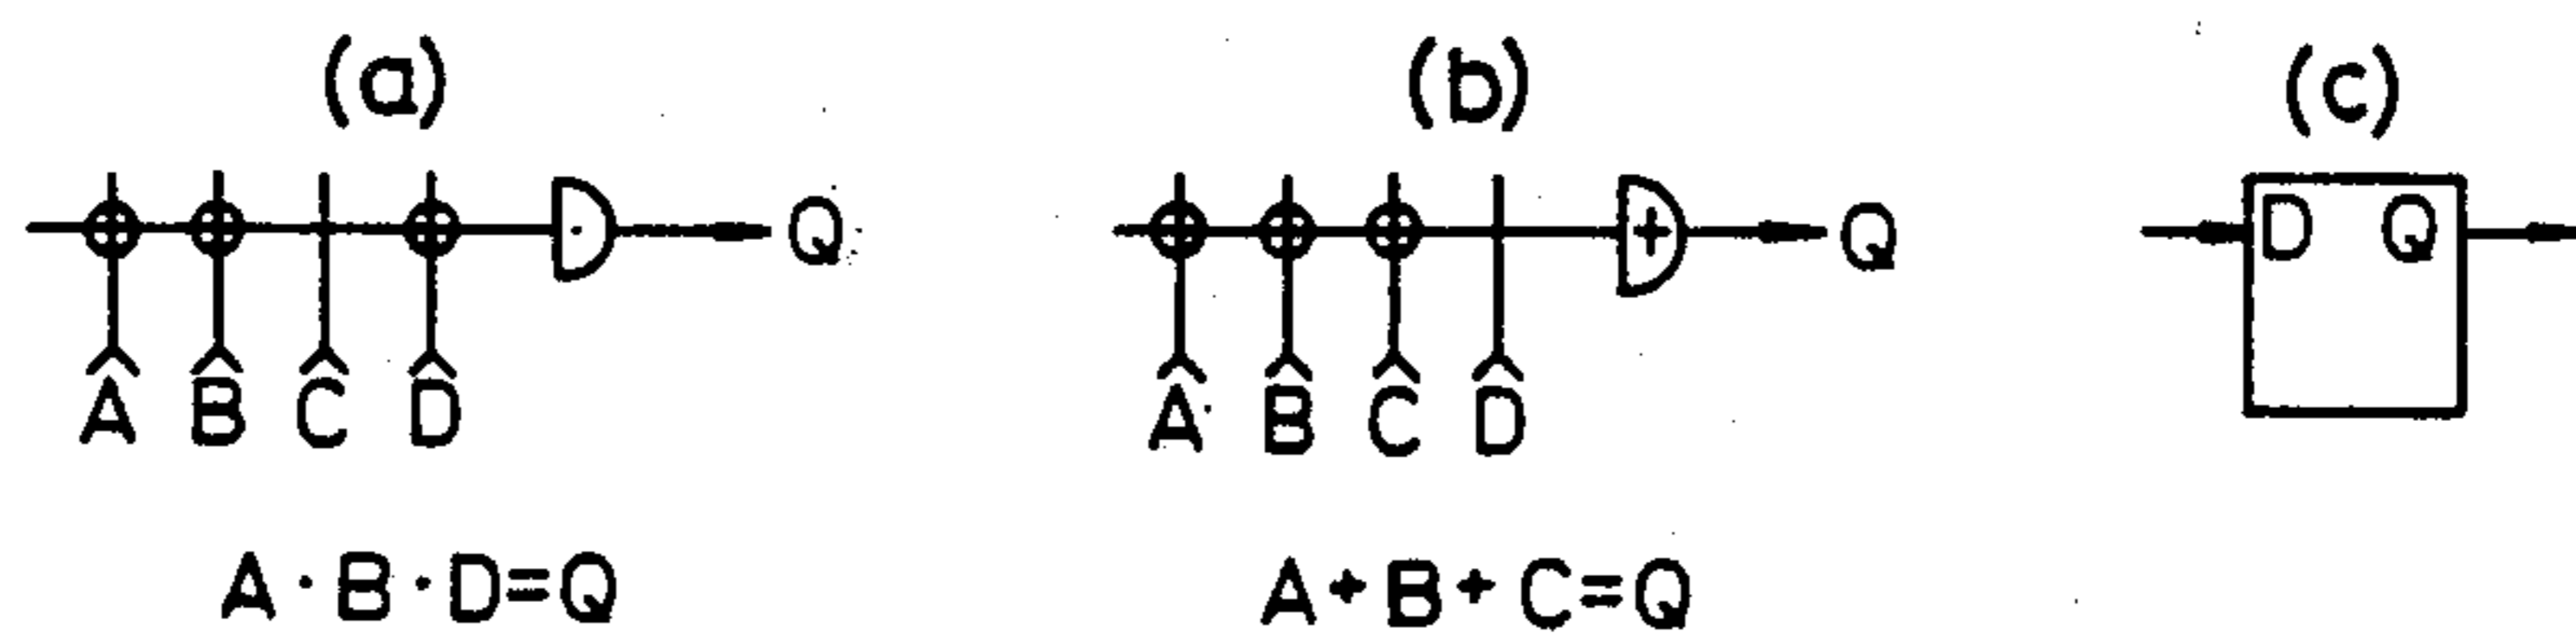 (a) (b) (c)
Q Q D Q
A B C D A B C D
A·B·D=Q A+B+C=Q